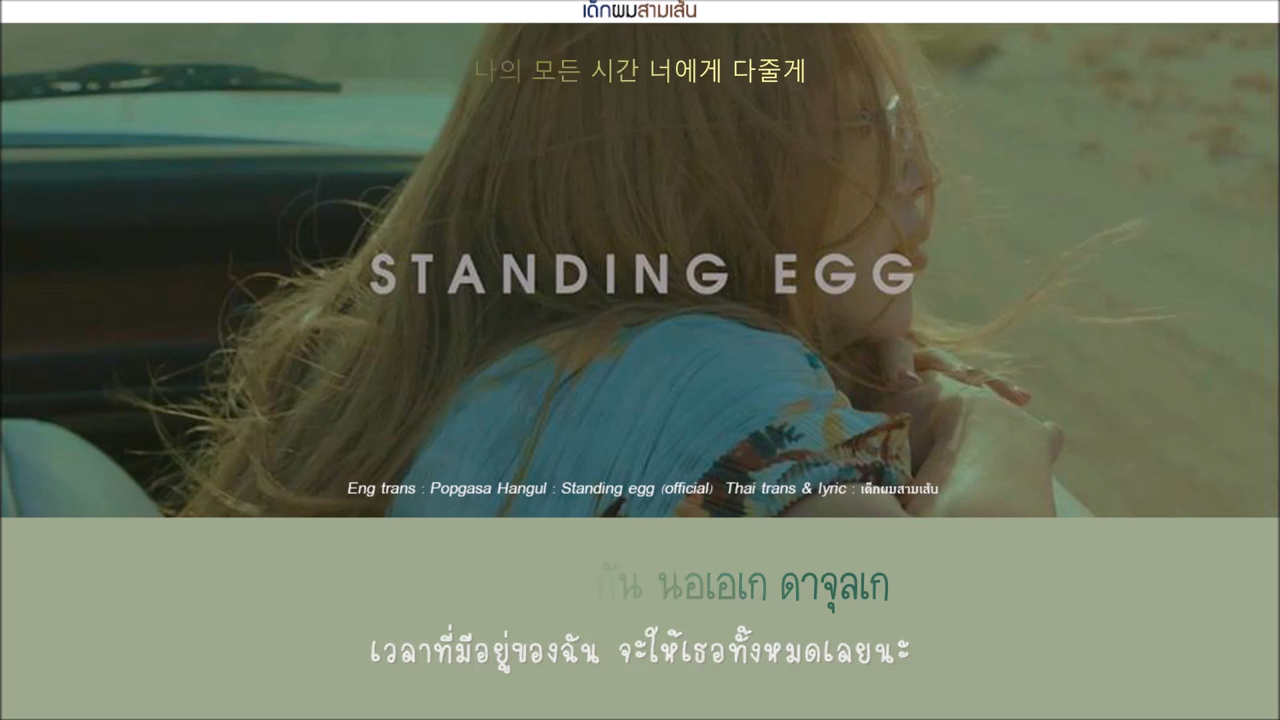 เด็กผมสามเส้น
나의 모든 시간 너에게 다줄게
STANDING EGG
Eng trans : Popgasa Hangul : Standing egg (official) Thai trans & lyric : เด็กผมสามเส้น
กัน นอเอเก ดาจุลเก
เวลาที่มีอยู่ของฉัน จะให้เธอทั้งหมดเลยนะ